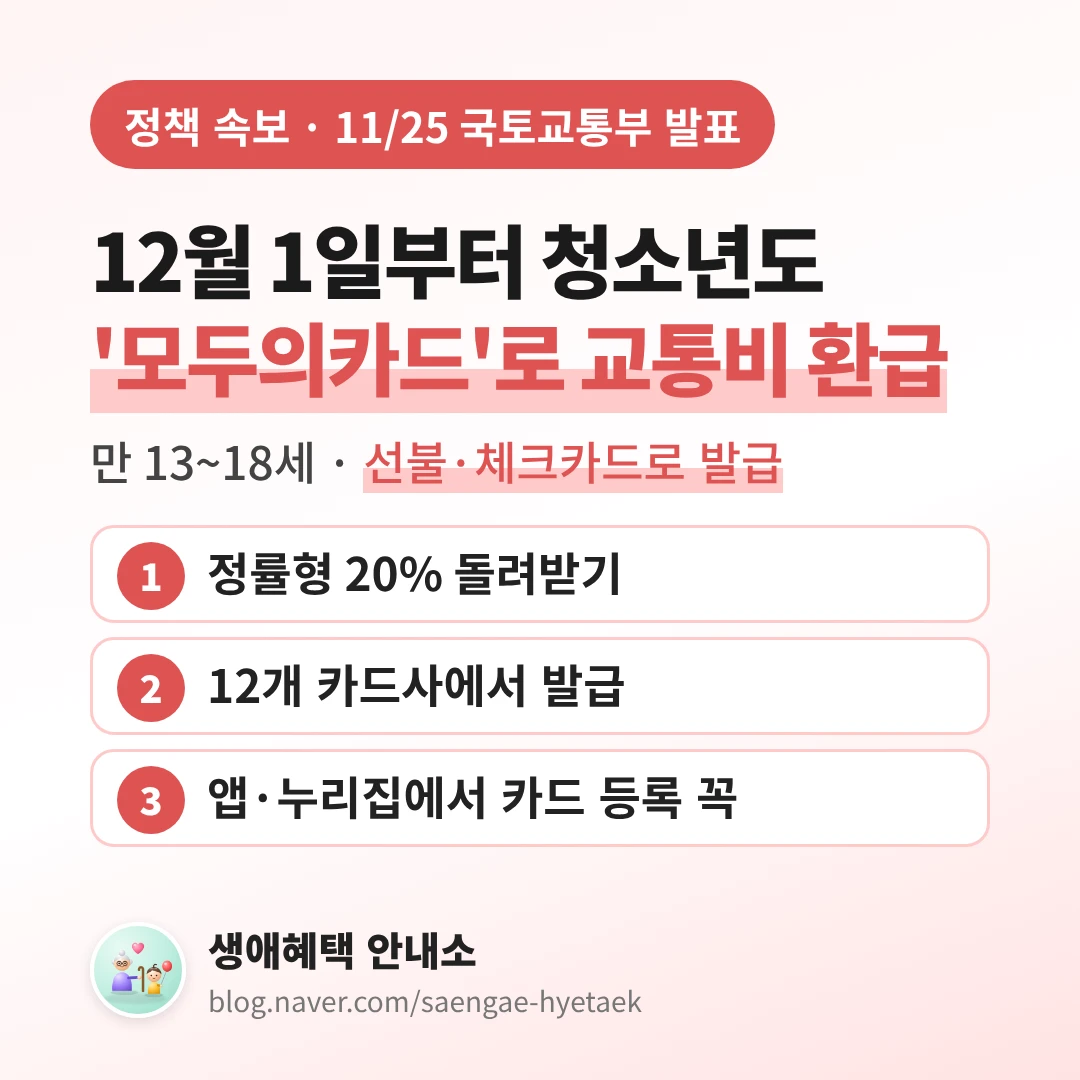 정책 속보 · 11/25 국토교통부 발표
12월 1일부터 청소년도
'모두의카드'로 교통비 환급
만 13~18세 · 선불·체크카드로 발급
1 정률형 20% 돌려받기
2 12개 카드사에서 발급
3 앱·누리집에서 카드 등록 꼭
생애혜택 안내소
blog.naver.com/saengae-hyetaek